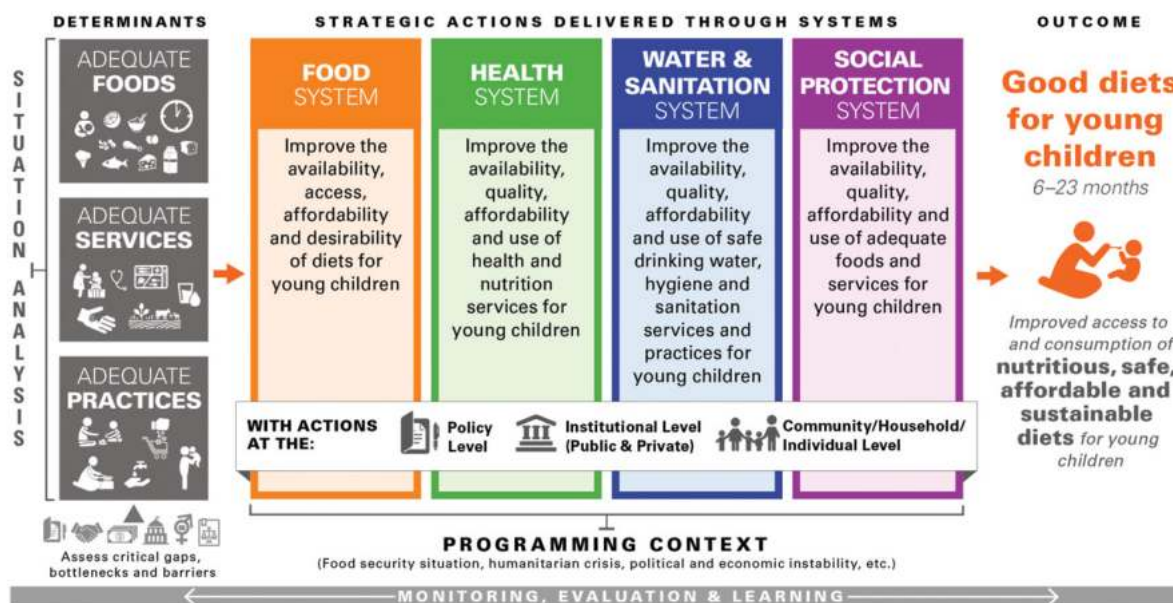 DETERMINANTS
STRATEGIC ACTIONS DELIVERED THROUGH SYSTEMS
OUTCOME
SITUATION ANALYSIS
ADEQUATE
FOODS
ADEQUATE
SERVICES
ADEQUATE
PRACTICES
Assess critical gaps,
bottlenecks and barriers
FOOD
SYSTEM
Improve the
availability,
access,
affordability
and desirability
of diets for
young children
HEALTH
SYSTEM
Improve the
availability,
quality,
affordability
and use of
health and
nutrition
services for
young children
WATER &
SANITATION
SYSTEM
Improve the
availability,
quality,
affordability
and use of safe
drinking water,
hygiene and
sanitation
services and
practices for
young children
SOCIAL
PROTECTION
SYSTEM
Improve the
availability,
quality,
affordability and
use of adequate
foods and
services for
young children
WITH ACTIONS
AT THE:
Policy
Level
Institutional Level
(Public & Private)
Community/Household/
Individual Level
PROGRAMMING CONTEXT
(Food security situation, humanitarian crisis, political and economic instability, etc.)
Good diets
for young
children
6–23 months
Improved access to
and consumption of
nutritious, safe,
affordable and
sustainable
diets for young
children
MONITORING, EVALUATION & LEARNING